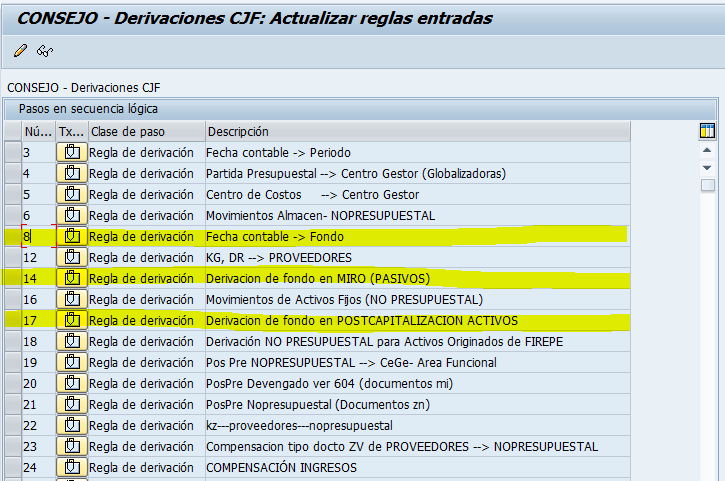 CONSEJO - Derivaciones CJF: Actualizar reglas entradas
CONSEJO - Derivaciones CJF
Pasos en secuencia lógica
Nú... Tx... Clase de paso Descripción
3 Regla de derivación Fecha contable -> Periodo
4 Regla de derivación Partida Presupuestal --> Centro Gestor (Globalizadoras)
5 Regla de derivación Centro de Costos --> Centro Gestor
6 Regla de derivación Movimientos Almacen- NOPRESUPUESTAL
8 Regla de derivación Fecha contable -> Fondo
12 Regla de derivación KG, DR --> PROVEEDORES
14 Regla de derivación Derivacion de fondo en MIRO (PASIVOS)
16 Regla de derivación Movimientos de Activos Fijos (NO PRESUPUESTAL)
17 Regla de derivación Derivacion de fondo en POSTCAPITALIZACION ACTIVOS
18 Regla de derivación Derivación NO PRESUPUESTAL para Activos Originados de FIREPE
19 Regla de derivación Pos Pre NOPRESUPUESTAL --> CeGe- Area Funcional
20 Regla de derivación PosPre Devengado ver 604 (documentos mi)
21 Regla de derivación PosPre Nopresupuestal (Documentos zn)
22 Regla de derivación kz---proveedores---nopresupuestal
23 Regla de derivación Compensacion tipo docto ZV de PROVEEDORES --> NOPRESUPUESTAL
24 Regla de derivación COMPENSACIÓN INGRESOS